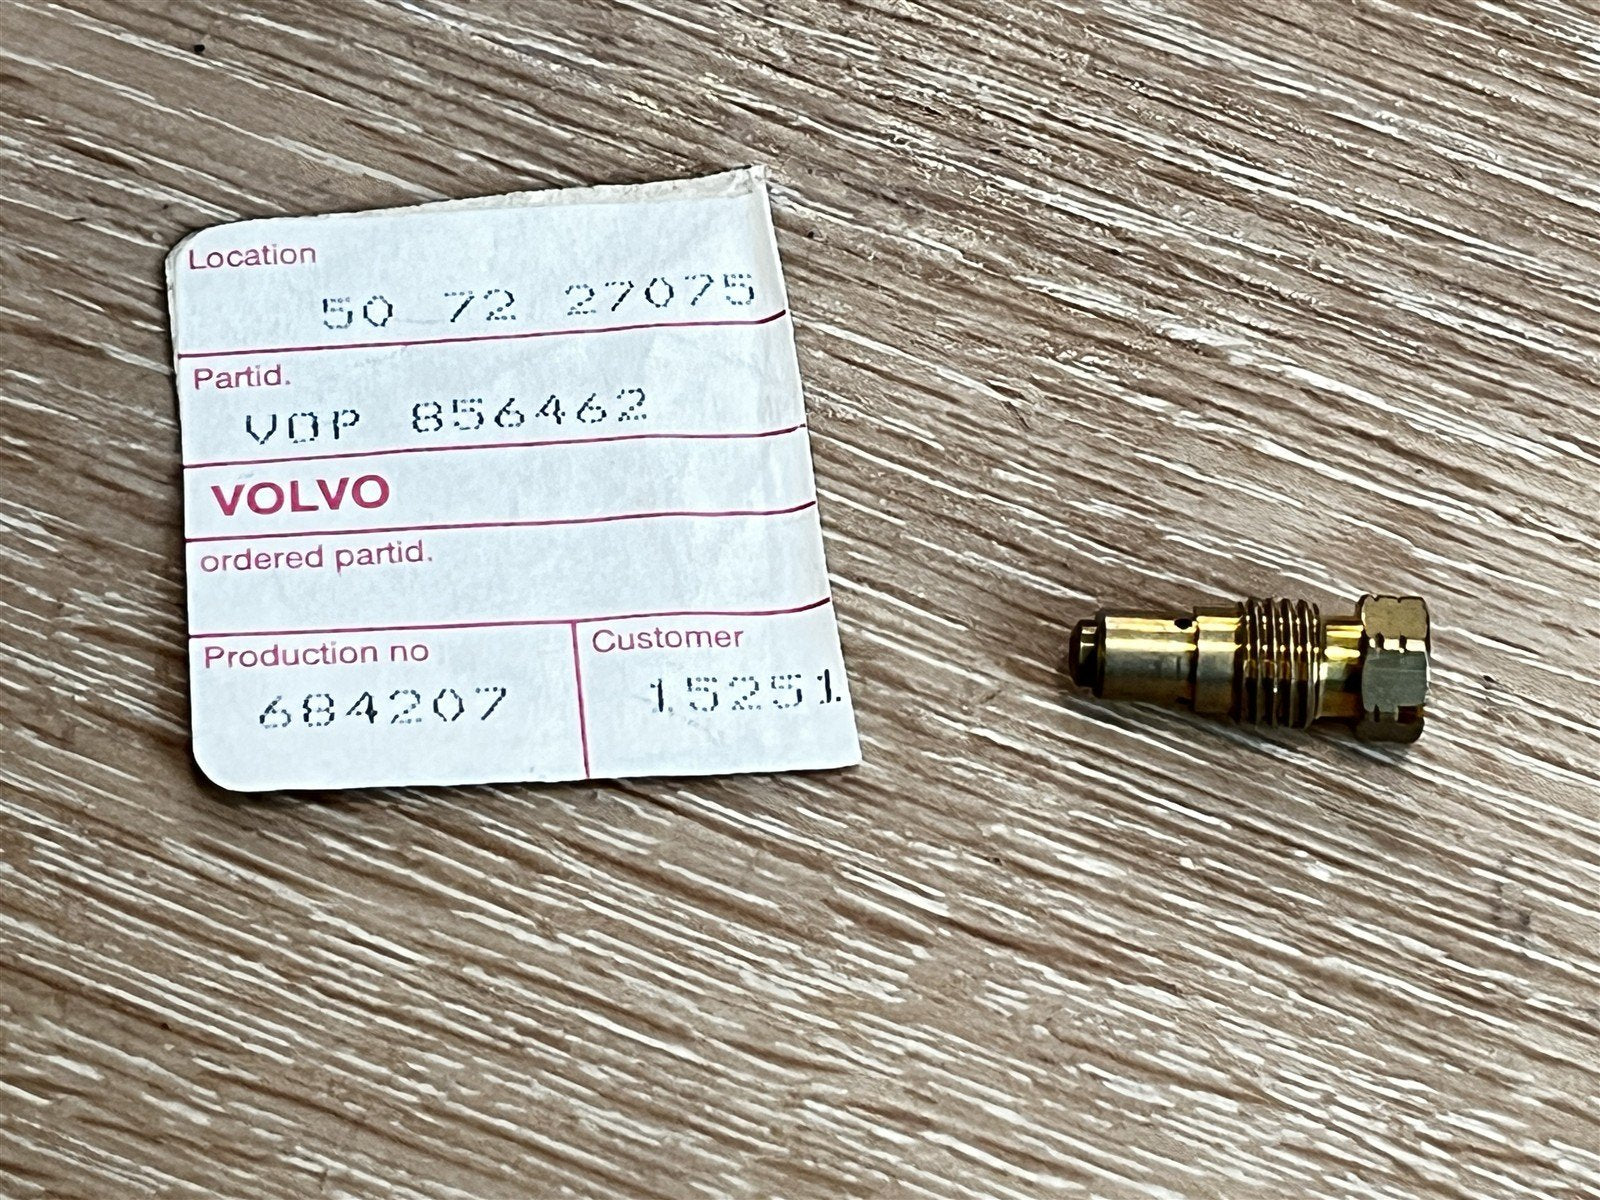 Location
50 72 27075
Partid.
VOP 856462
VOLVO
ordered partid.
Production no
684207
Customer
15251